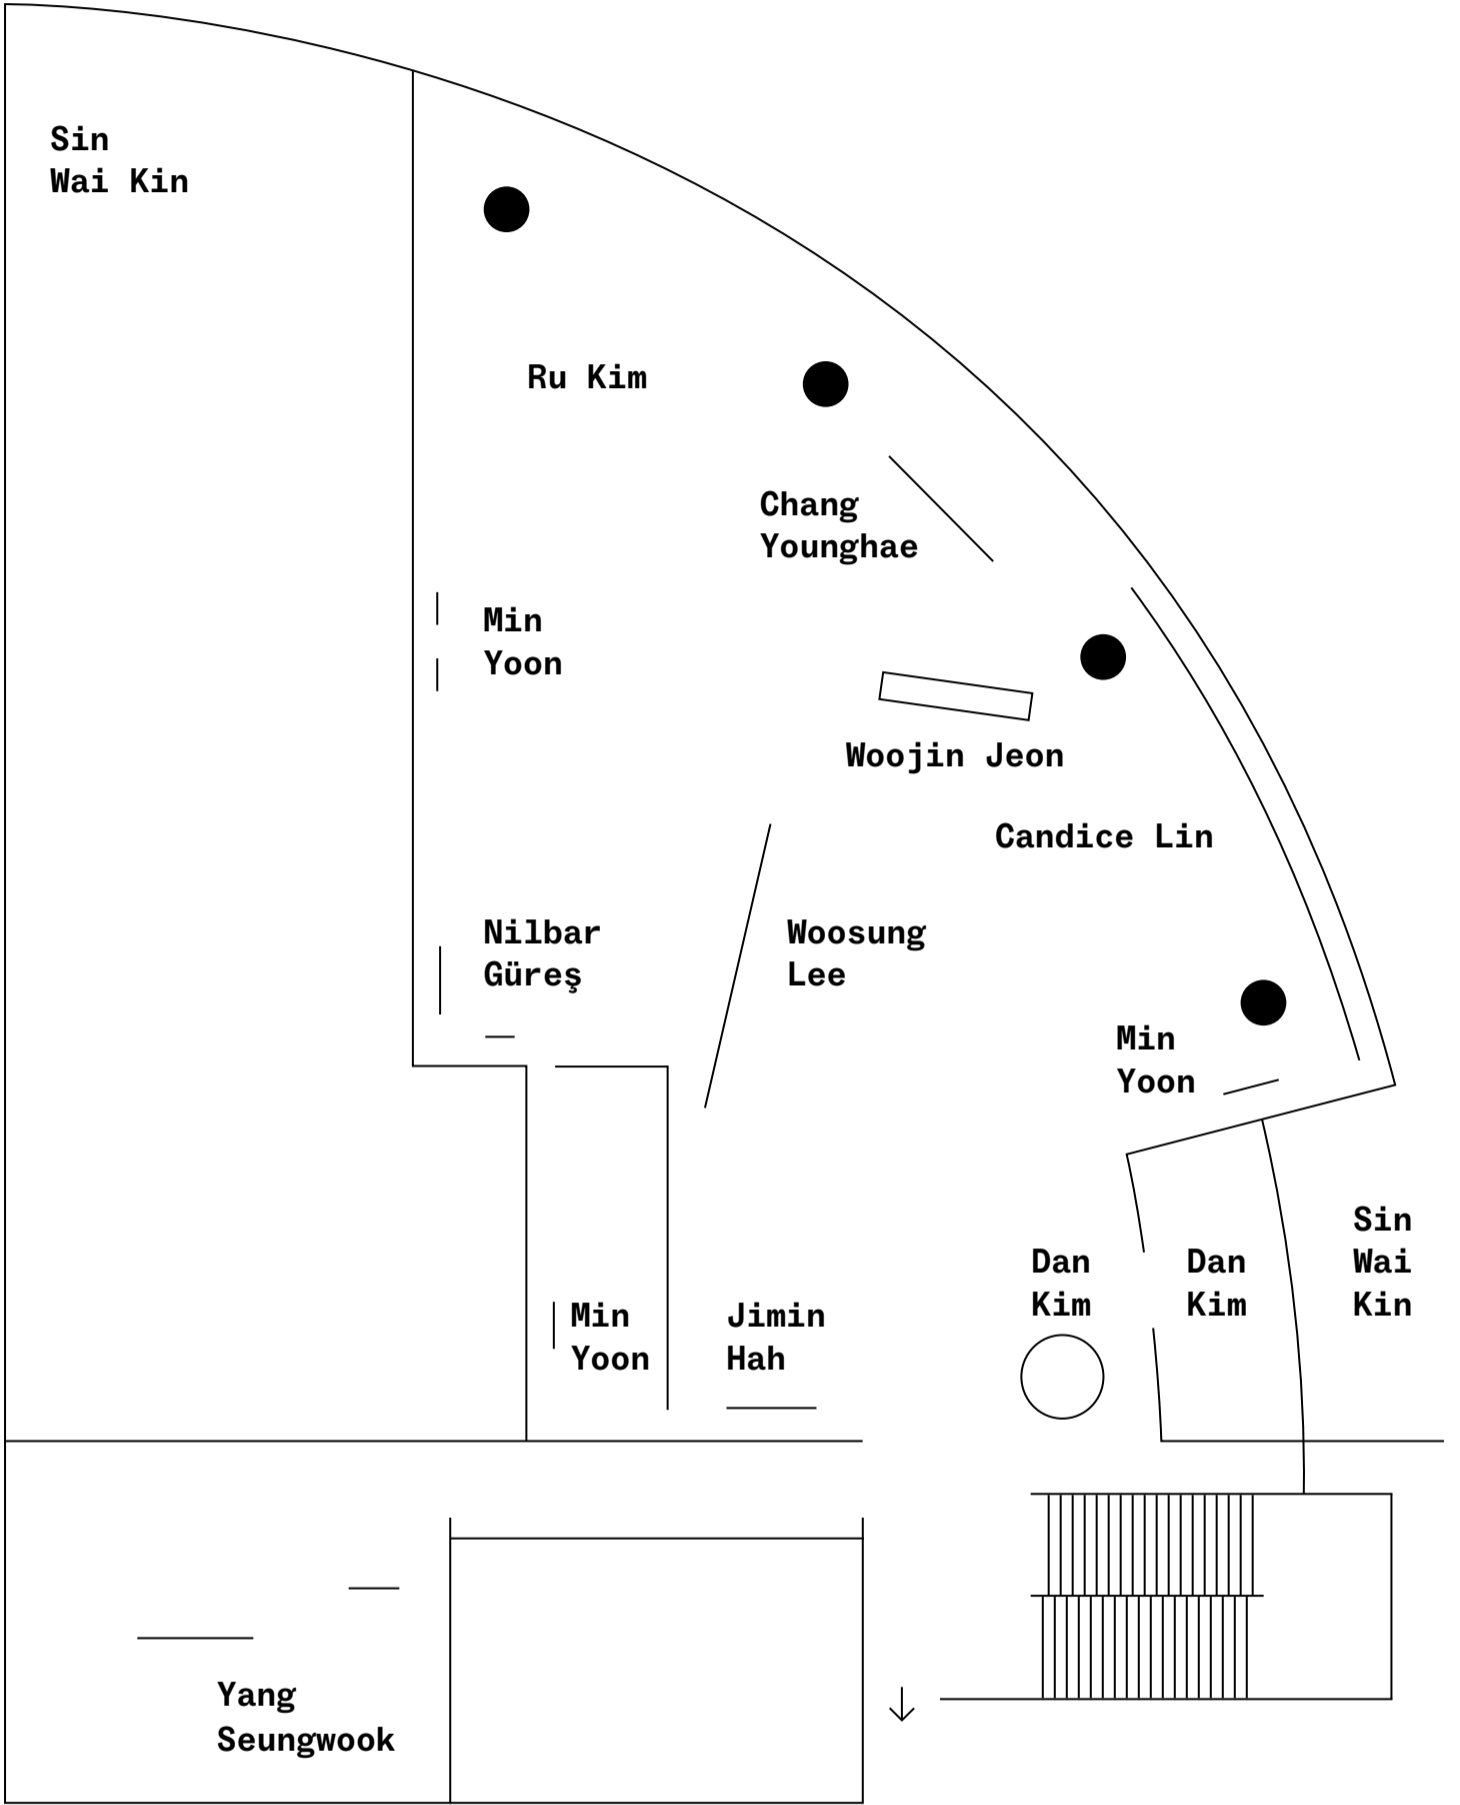 Sin
Wai Kin
Ru Kim
Chang
Younghae
Min
Yoon
Woojin Jeon
Candice Lin
Nilbar
Güreş
Woosung
Lee
Min
Yoon
Sin
Wai
Kin
Dan
Kim
Dan
Kim
Min
Yoon
Jimin
Hah
Yang
Seungwook